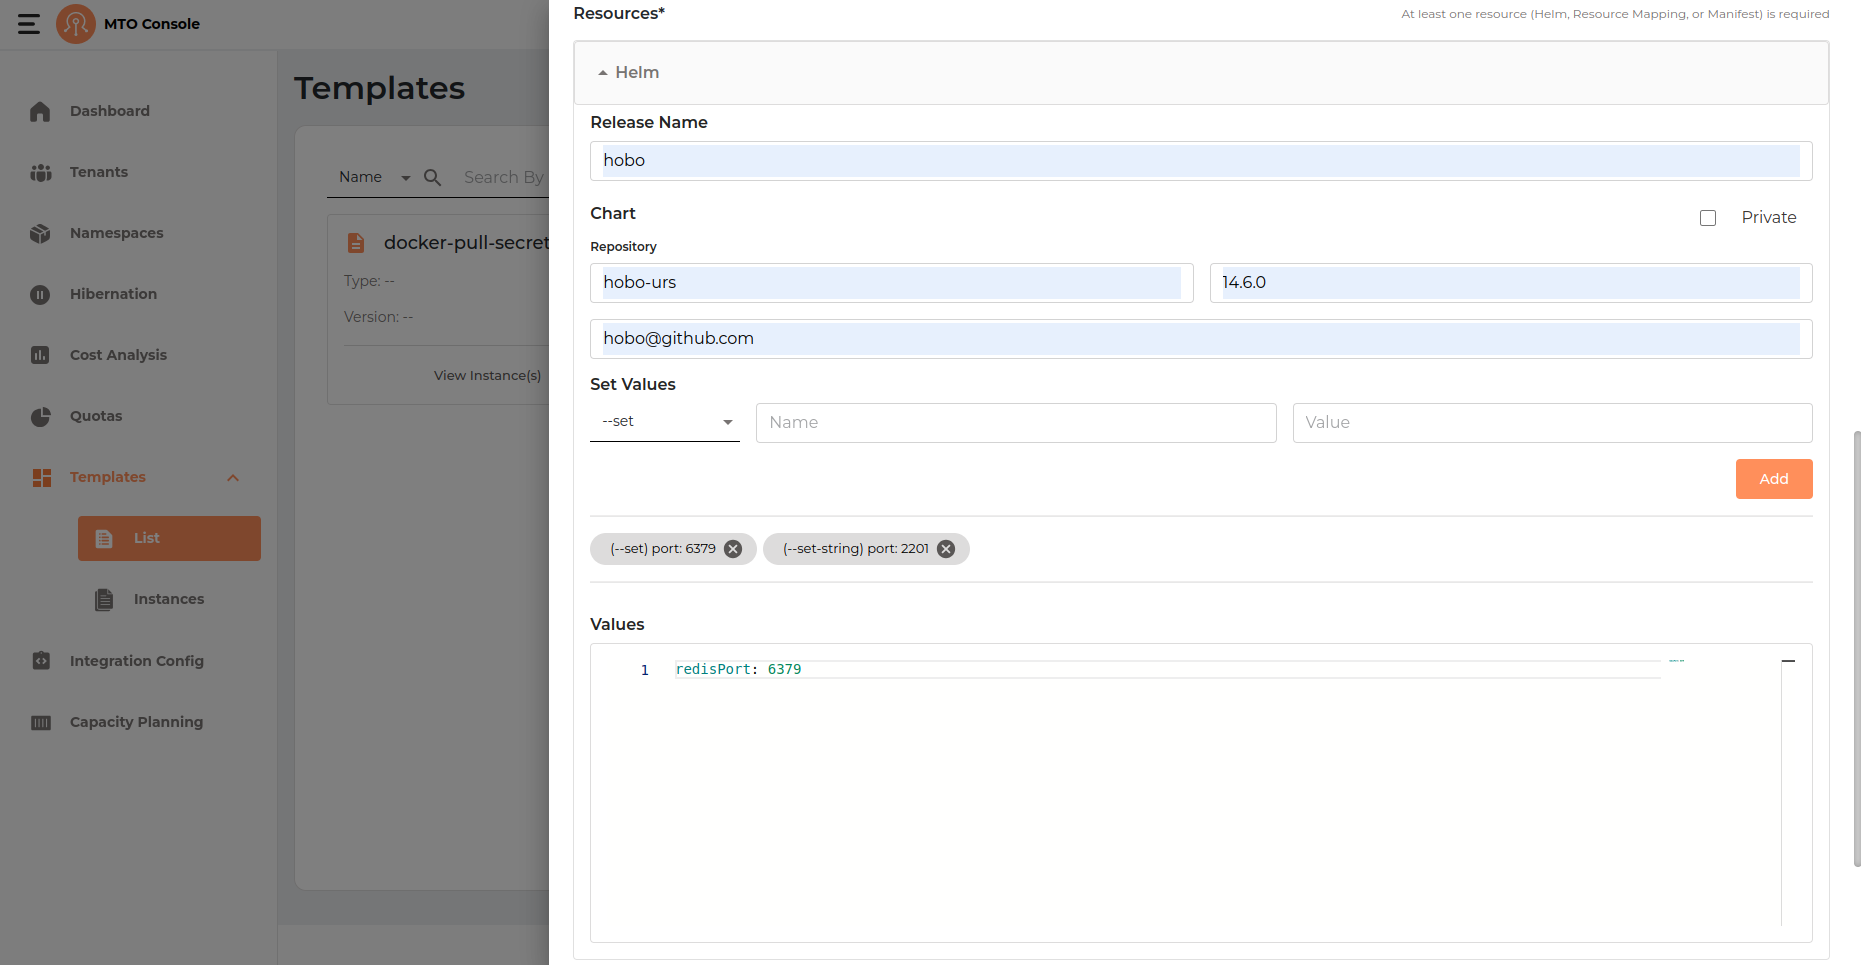 MTO Console
Dashboard
Tenants
Namespaces
Hibernation
Cost Analysis
Quotas
Templates
List
Instances
Integration Config
Capacity Planning
Templates
Name
Search By
docker-pull-secret
Type: --
Version: --
View Instance(s)
Resources*
At least one resource (Helm, Resource Mapping, or Manifest) is required
Helm
Release Name
hobo
Chart
Private
Repository
hobo-urs
14.6.0
hobo@github.com
Set Values
--set
Name
Value
Add
(--set) port: 6379
(--set-string) port: 2201
Values
1 redisPort: 6379